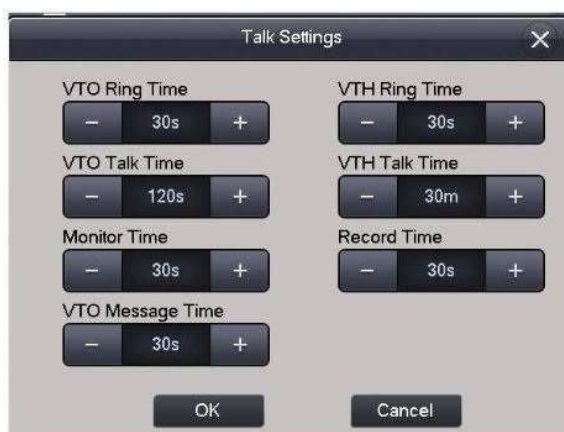 Talk Settings
VTO Ring Time
VTH Ring Time
− 30s +
− 30s +
VTO Talk Time
VTH Talk Time
− 120s +
− 30m +
Monitor Time
Record Time
− 30s +
− 30s +
VTO Message Time
− 30s +
OK
Cancel